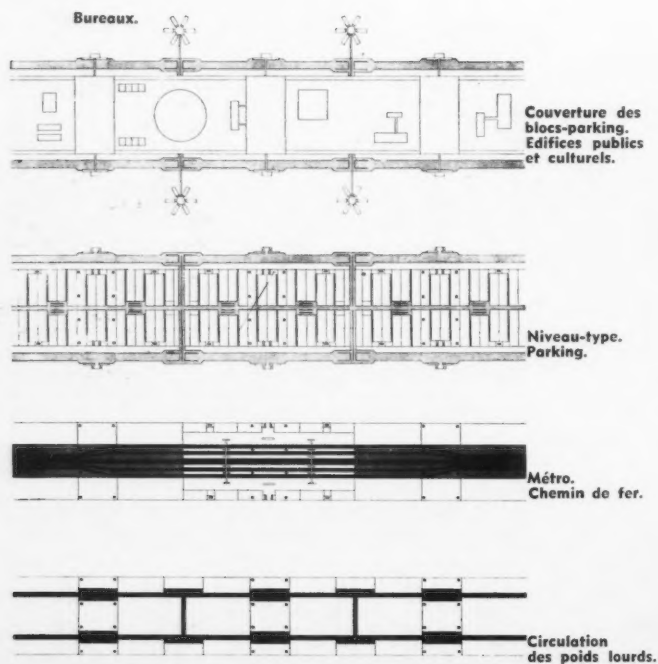 Bureaux.
Couverture des
blocs-parking.
Edifices publics
et culturels.
Niveau-type.
Parking.
Métro.
Chemin de fer.
Circulation
des poids lourds.